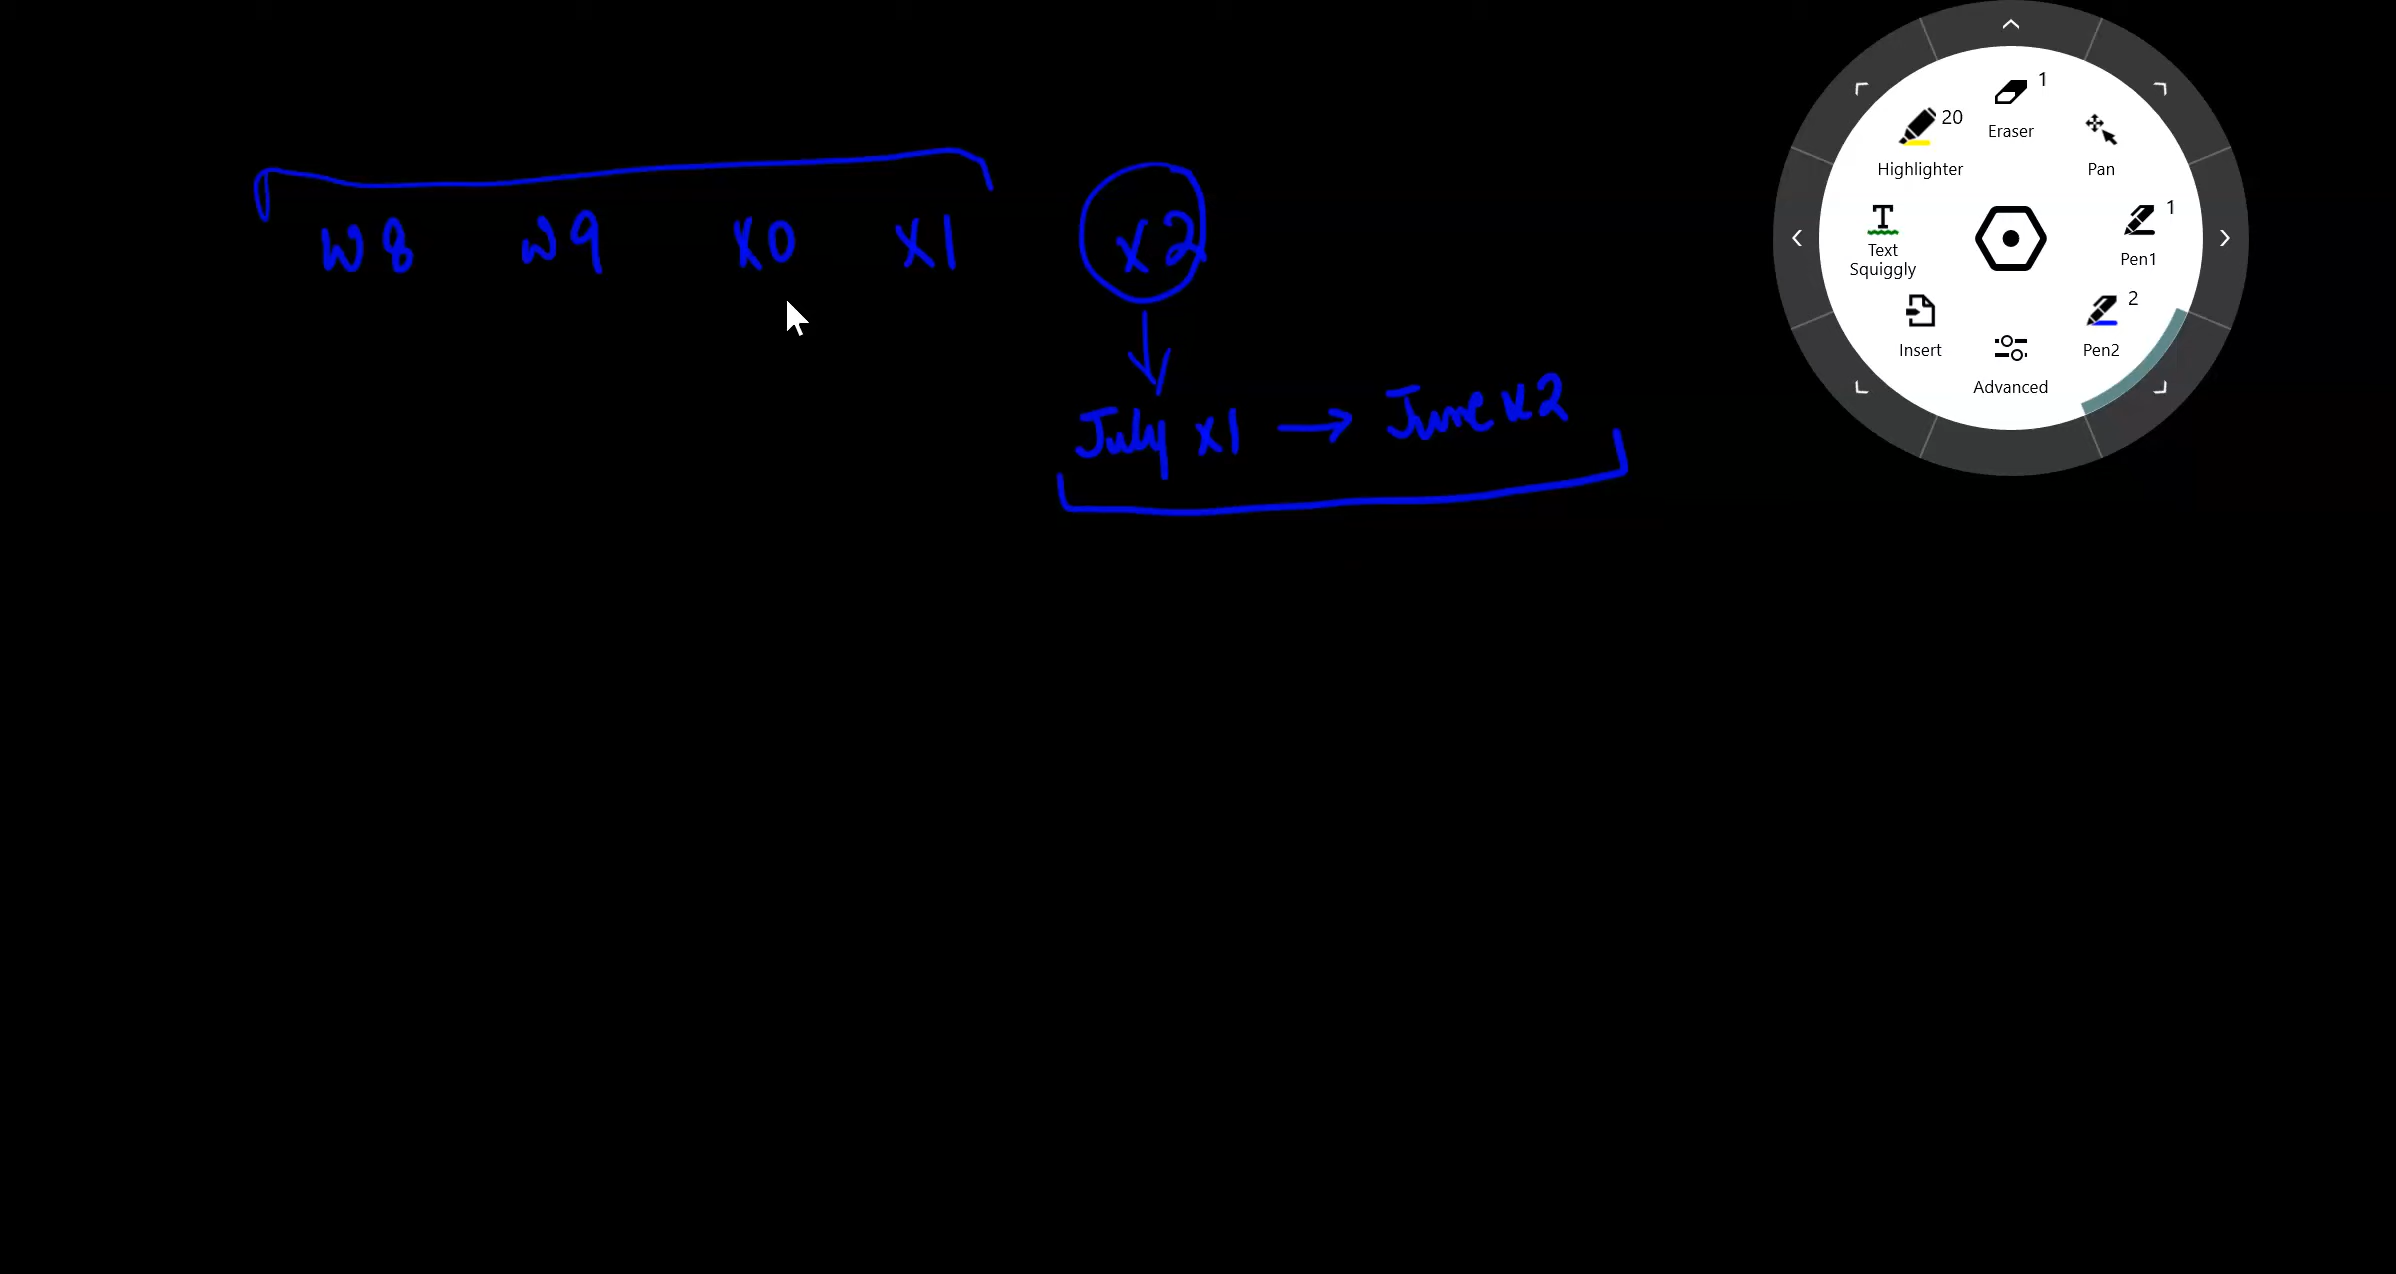 W8 W9 X0 X1 X2
July X1 → June X2
1
Eraser
20
Highlighter
Pan
Text
Squiggly
1
Pen1
Insert
2
Pen2
Advanced